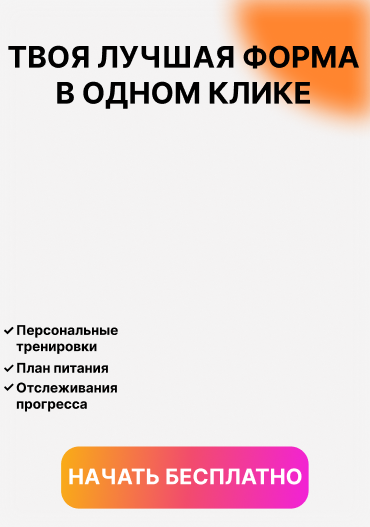 ТВОЯ ЛУЧШАЯ ФОРМА
В ОДНОМ КЛИКЕ
✓ Персональные
тренировки
✓ План питания
✓ Отслеживания
прогресса
НАЧАТЬ БЕСПЛАТНО